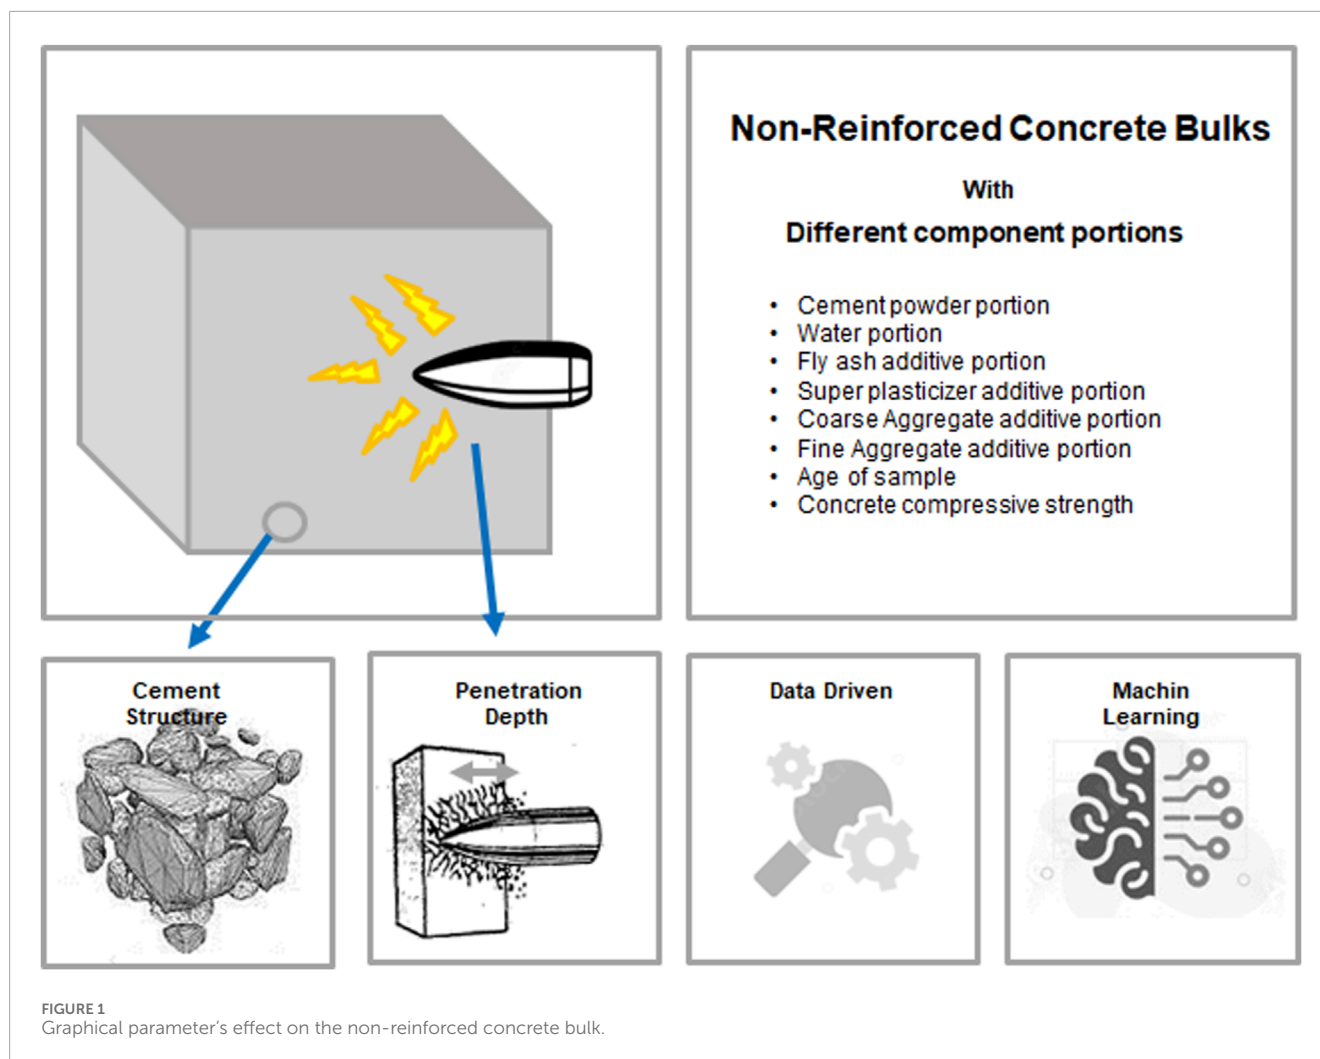 Non-Reinforced Concrete Bulks
With
Different component portions
• Cement powder portion
• Water portion
• Fly ash additive portion
• Super plasticizer additive portion
• Coarse Aggregate additive portion
• Fine Aggregate additive portion
• Age of sample
• Concrete compressive strength
Cement
Structure
Penetration
Depth
Data Driven
Machin
Learning
FIGURE 1
Graphical parameter's effect on the non-reinforced concrete bulk.